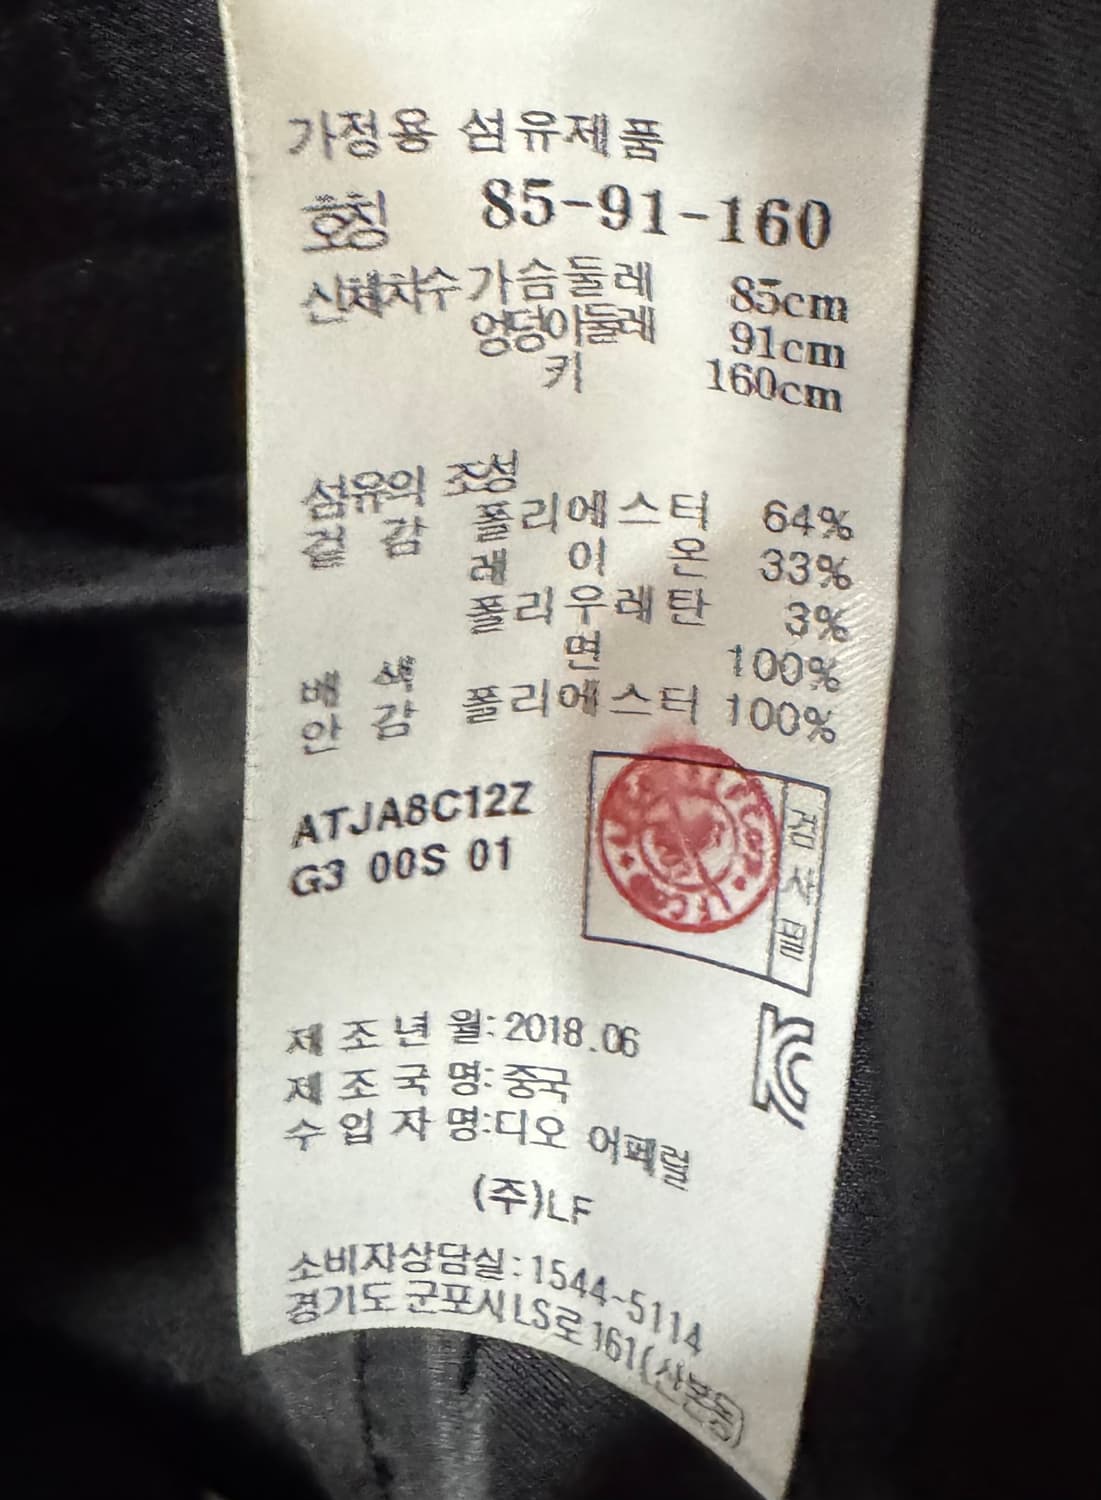 가정용 섬유제품
호칭 85-91-160
신체치수 가슴둘레 85cm
엉덩이둘레 91cm
키 160cm
섬유의 조성
겉 감 폴리에스터 64%
레 이 온 33%
폴리우레탄 3%
배 색 면 100%
안 감 폴리에스터 100%
ATJA8C12Z
G3 00S 01
검사필
제 조 년 월:2018.06
제 조 국 명:중국
수 입 자 명:디오 어패럴
(주)LF
소비자상담실:1544-5114
경기도 군포시 LS로 161(산본동)